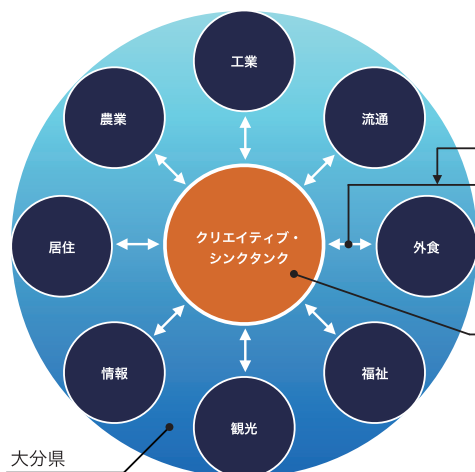 工業
農業
流通
クリエイティブ・
シンクタンク
居住
外食
情報
福祉
観光
大分県